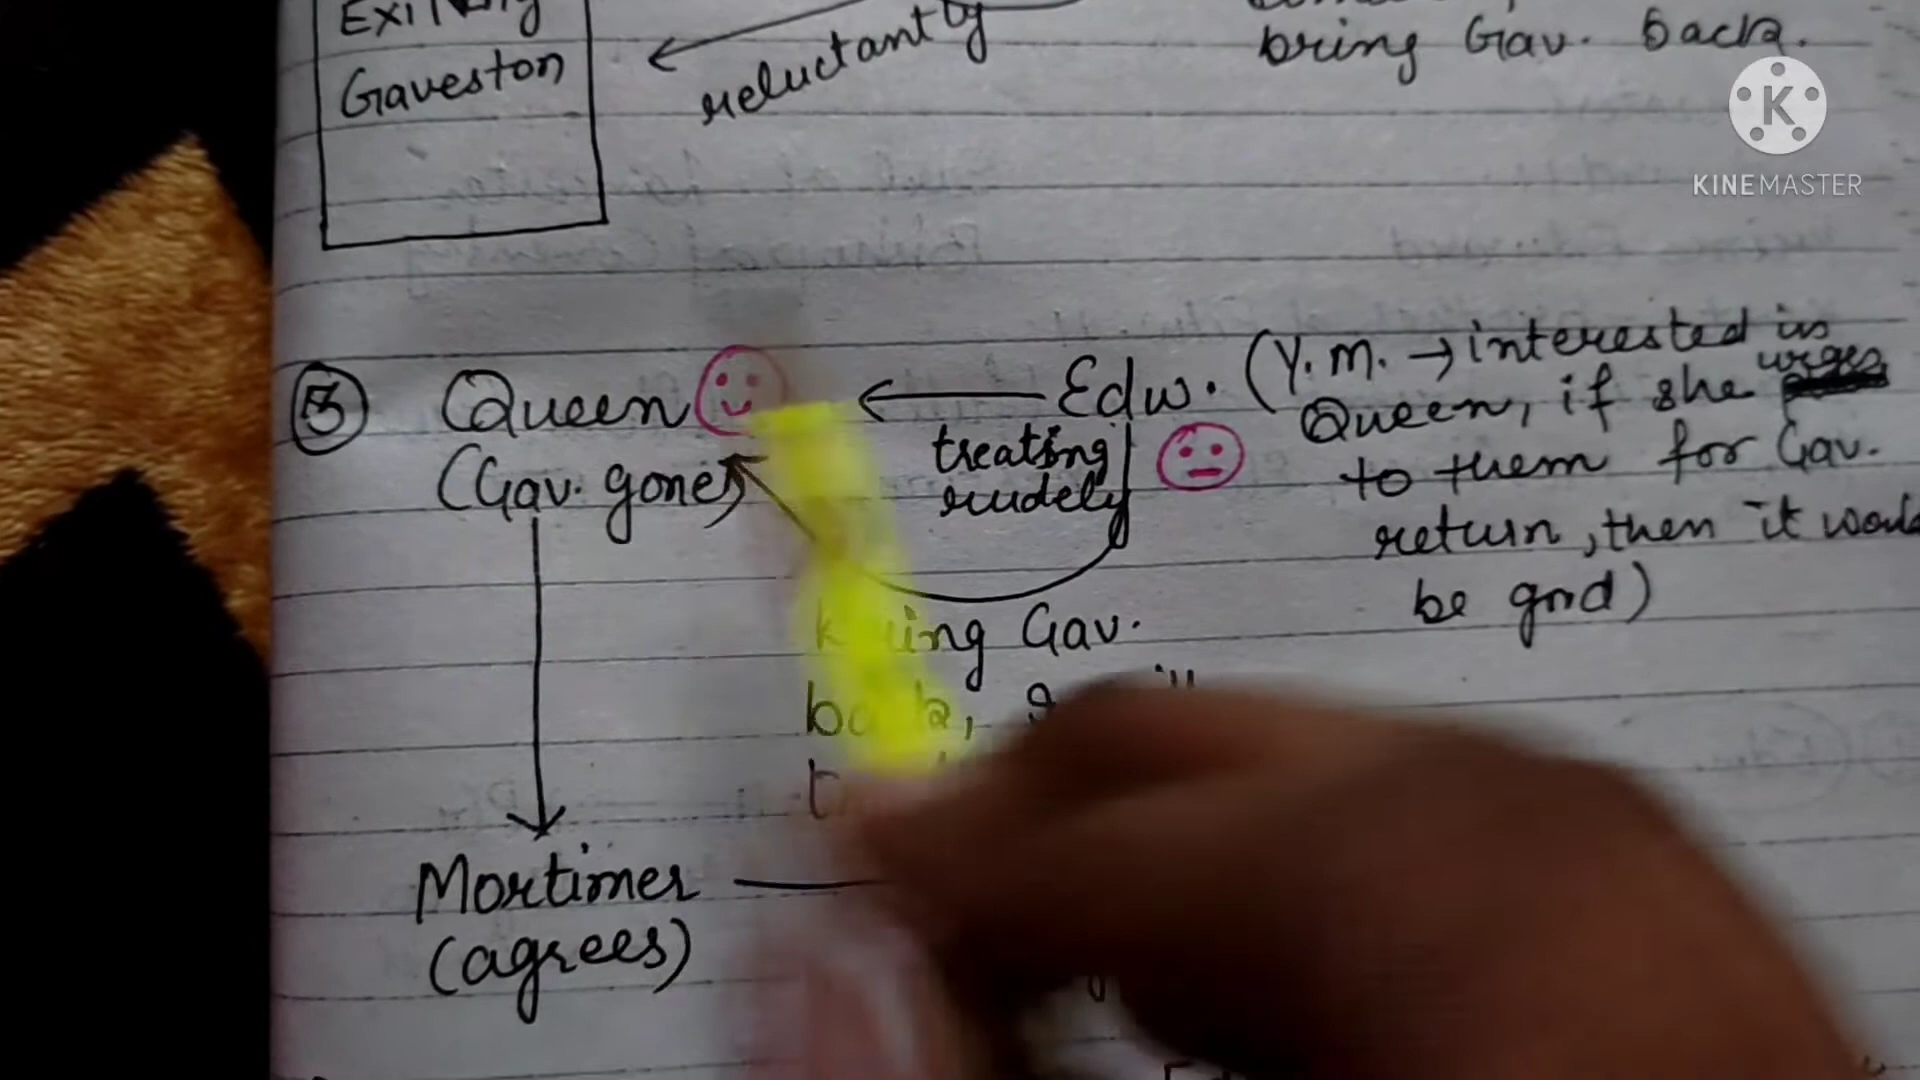 Exiling
Gaveston
reluctantly
bring Gav. back.
KINEMASTER
5 Queen
(Gav. gone)
Edw.
treating
rudely
(Y.M. → interested in
Queen, if she urges
to them for Gav.
return, then it would
be good)
Gav.
Mortimer
(agrees)